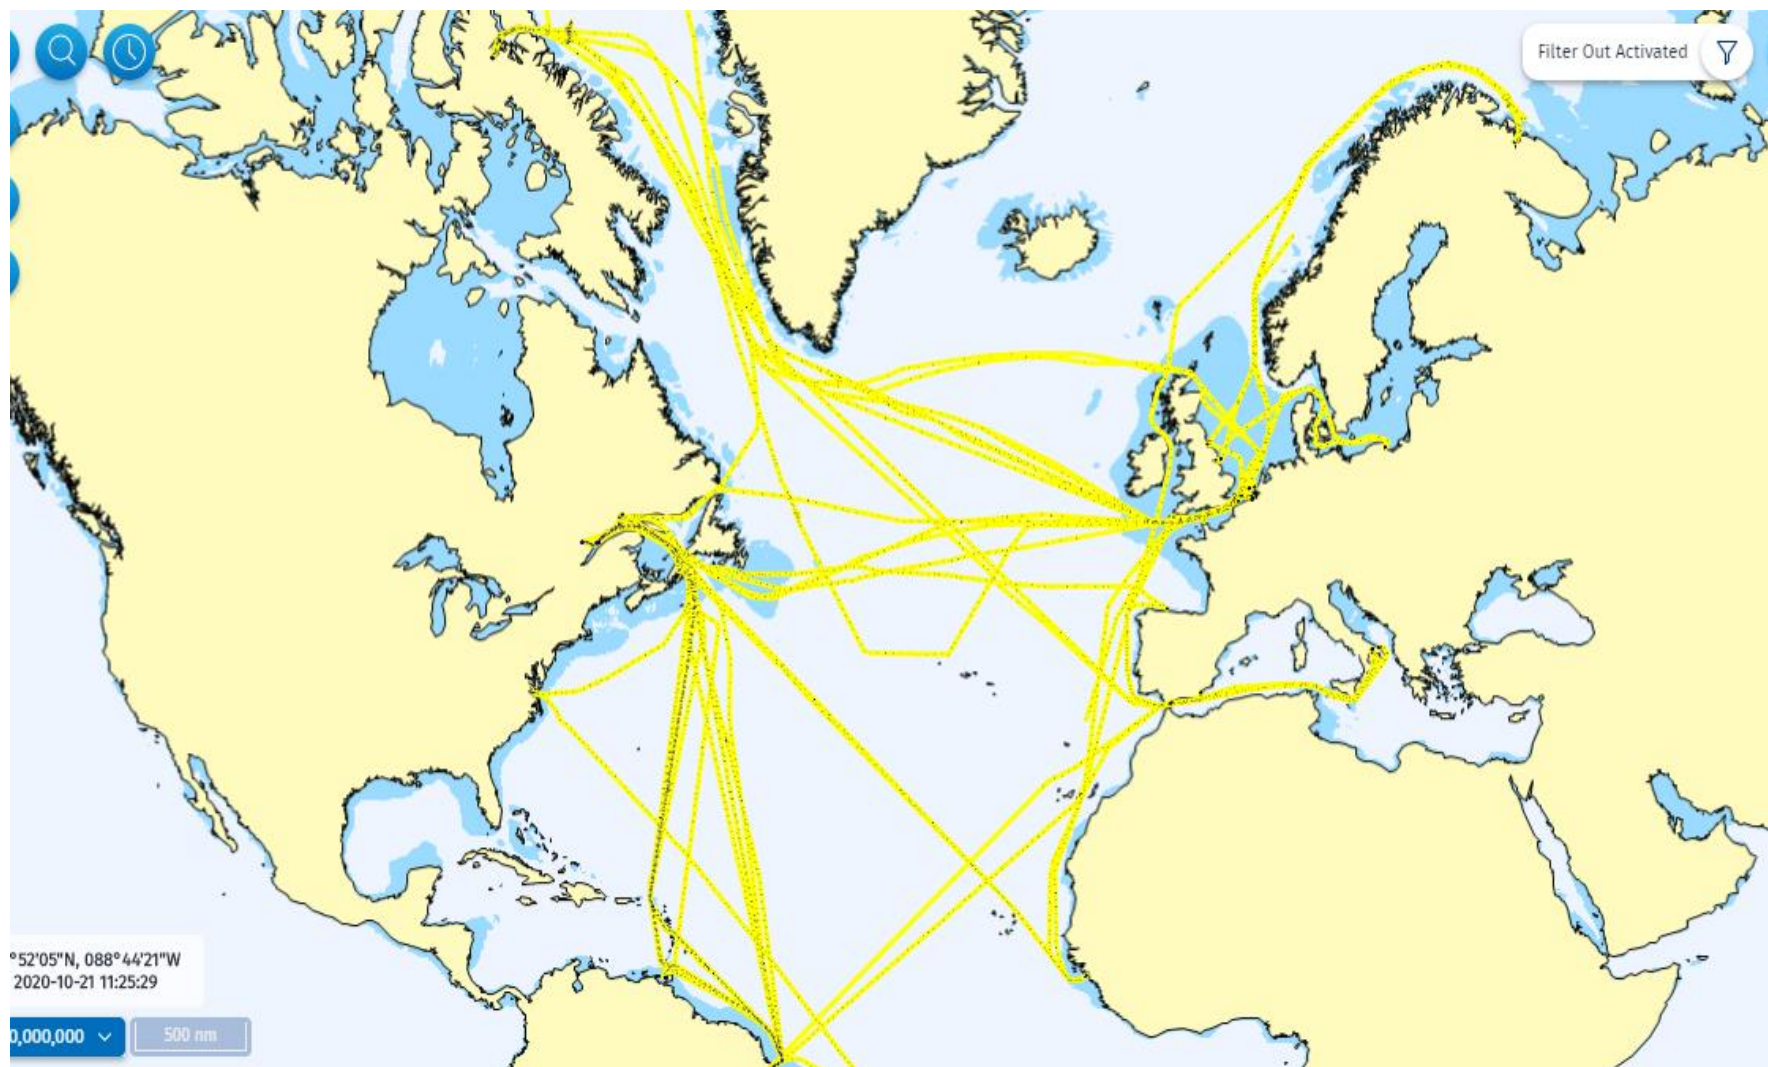 Filter Out Activated
°52'05"N, 088°44'21"W
2020-10-21 11:25:29
0,000,000
500 nm